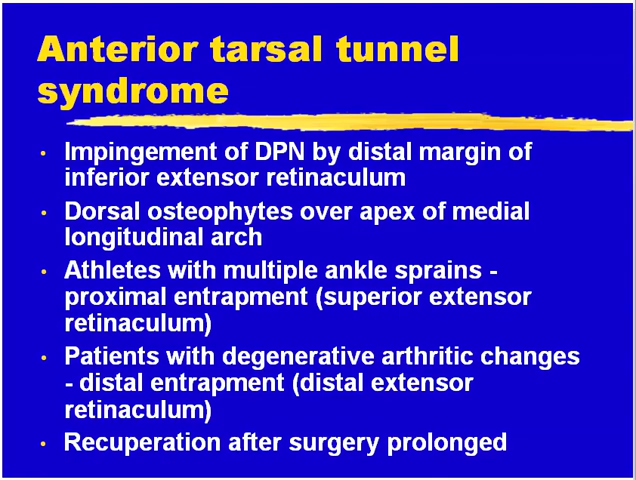 Anterior tarsal tunnel
syndrome
• Impingement of DPN by distal margin of
inferior extensor retinaculum
• Dorsal osteophytes over apex of medial
longitudinal arch
• Athletes with multiple ankle sprains -
proximal entrapment (superior extensor
retinaculum)
• Patients with degenerative arthritic changes
- distal entrapment (distal extensor
retinaculum)
• Recuperation after surgery prolonged